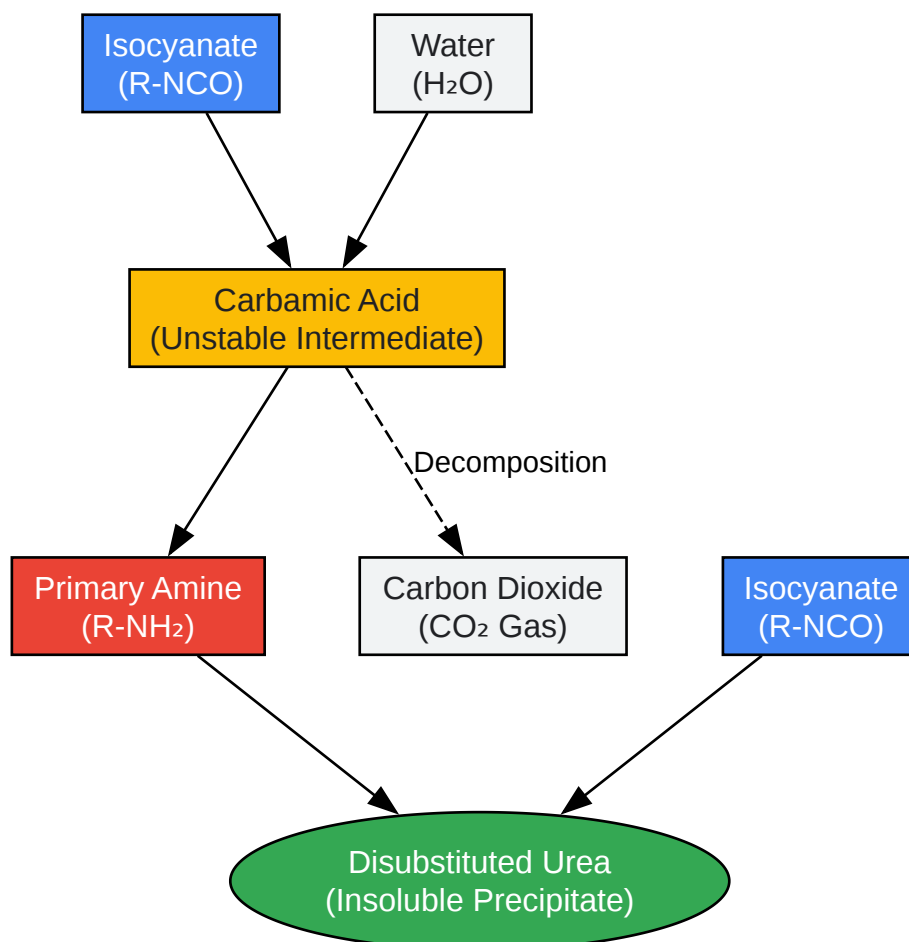 Isocyanate
(R-NCO)
Water
(H₂O)
Carbamic Acid
(Unstable Intermediate)
Decomposition
Primary Amine
(R-NH₂)
Carbon Dioxide
(CO₂ Gas)
Isocyanate
(R-NCO)
Disubstituted Urea
(Insoluble Precipitate)